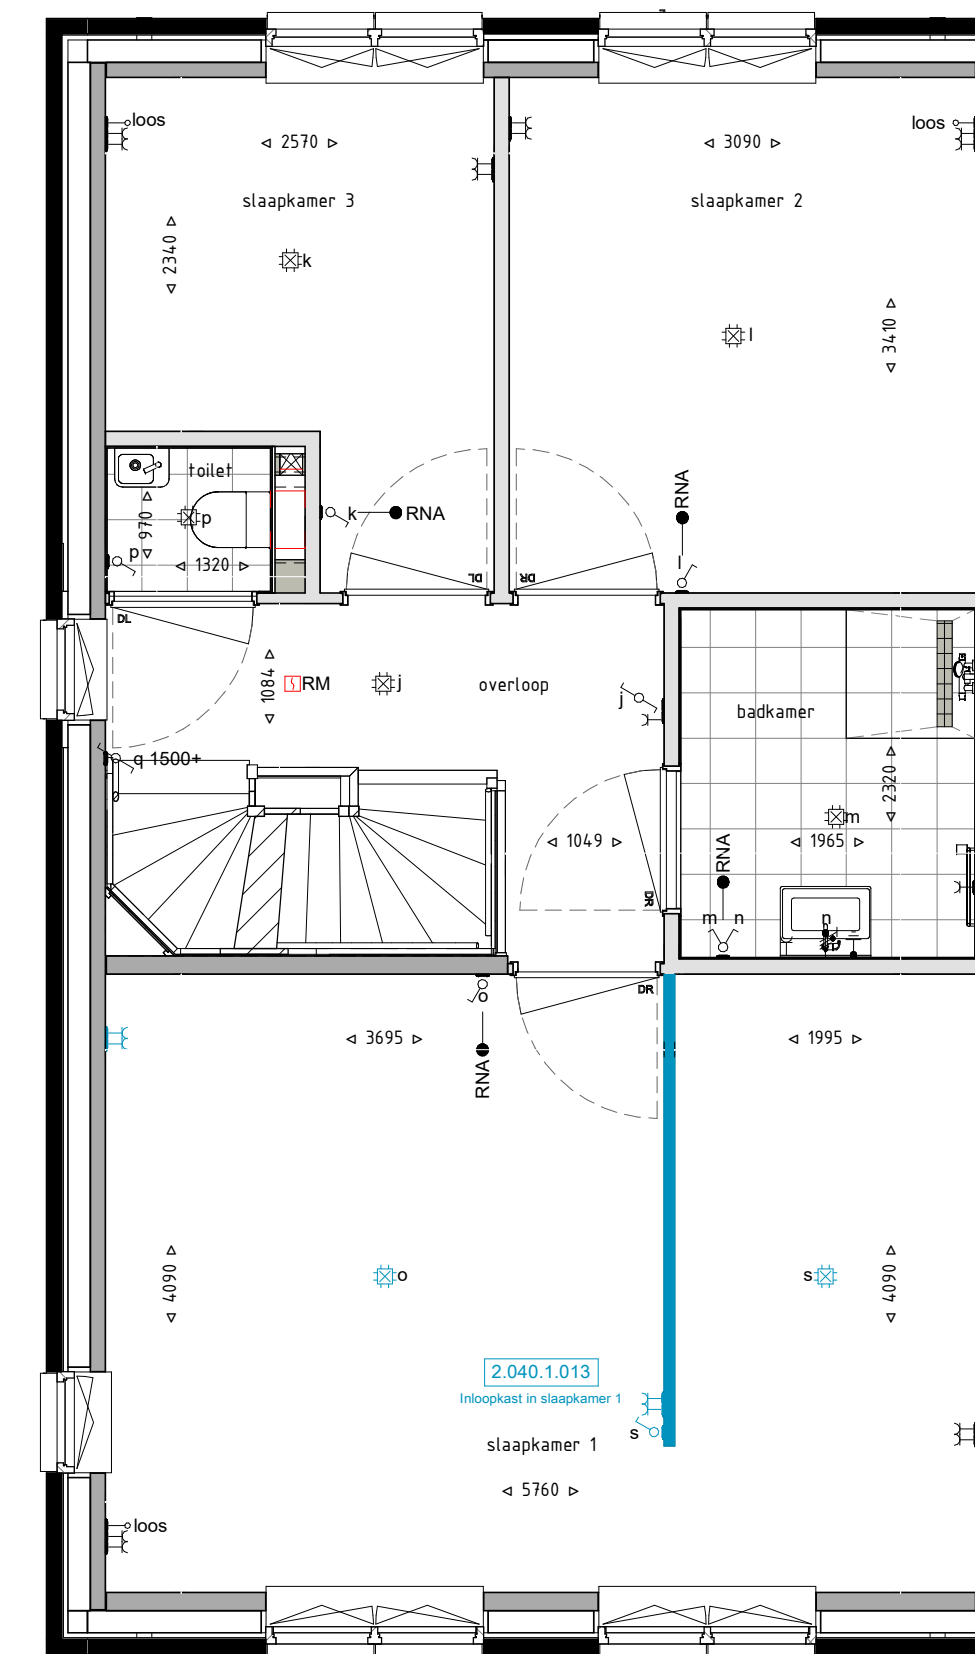 loos
2570
3090
loos
slaapkamer 3
slaapkamer 2
2340
k
l
3410
toilet
p
970
p
1320
k
RNA
RNA
l
DL
DR
DL
1084
RM
j
overloop
j
badkamer
q 1500+
2320
m
1049
1965
RNA
DR
m
n
n
o
DR
3695
1995
RNA
4090
o
s
4090
2.040.1.013
Inloopkast in slaapkamer 1
s
slaapkamer 1
5760
loos